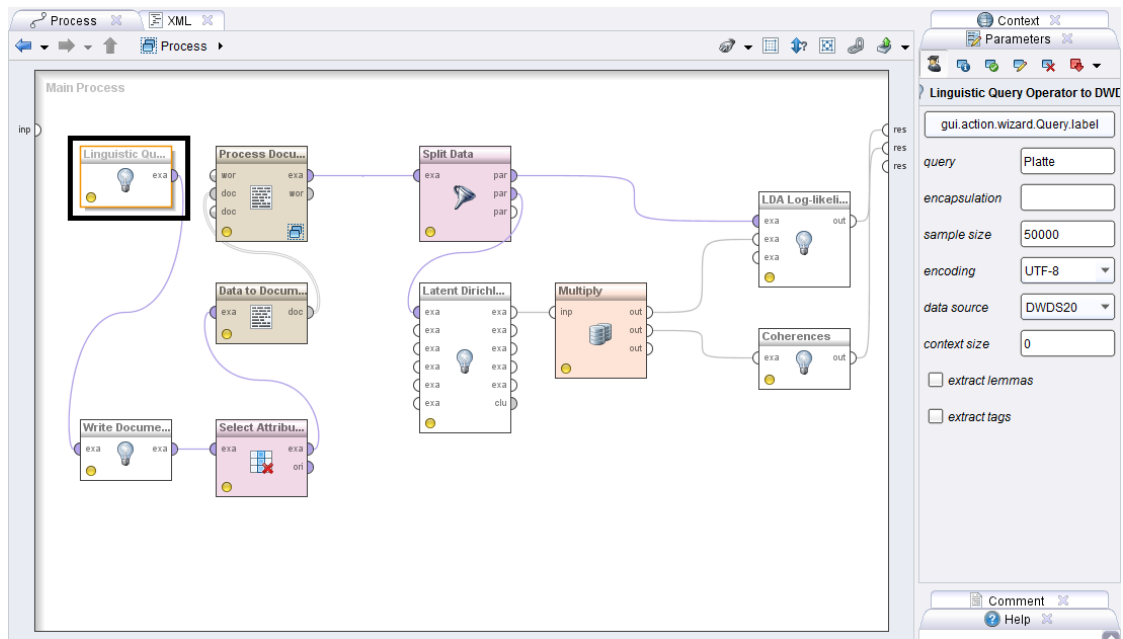 Process
XML
Context
Process
Parameters
Main Process
Linguistic Query Operator to DWD
inp
res
res
res
gui.action.wizard.Query.label
query
Platte
encapsulation
sample size
50000
encoding
UTF-8
data source
DWDS20
context size
0
extract lemmas
extract tags
Linguistic Qu...
exa
Process Docu...
wor
exa
doc
wor
doc
Split Data
exa
par
par
par
LDA Log-likeli...
exa
out
exa
exa
Data to Docum...
exa
doc
Latent Dirichl...
exa
exa
exa
exa
exa
exa
exa
exa
exa
exa
exa
clu
Multiply
inp
out
out
out
Coherences
exa
out
Write Docume...
exa
exa
Select Attribu...
exa
exa
ori
Comment
Help